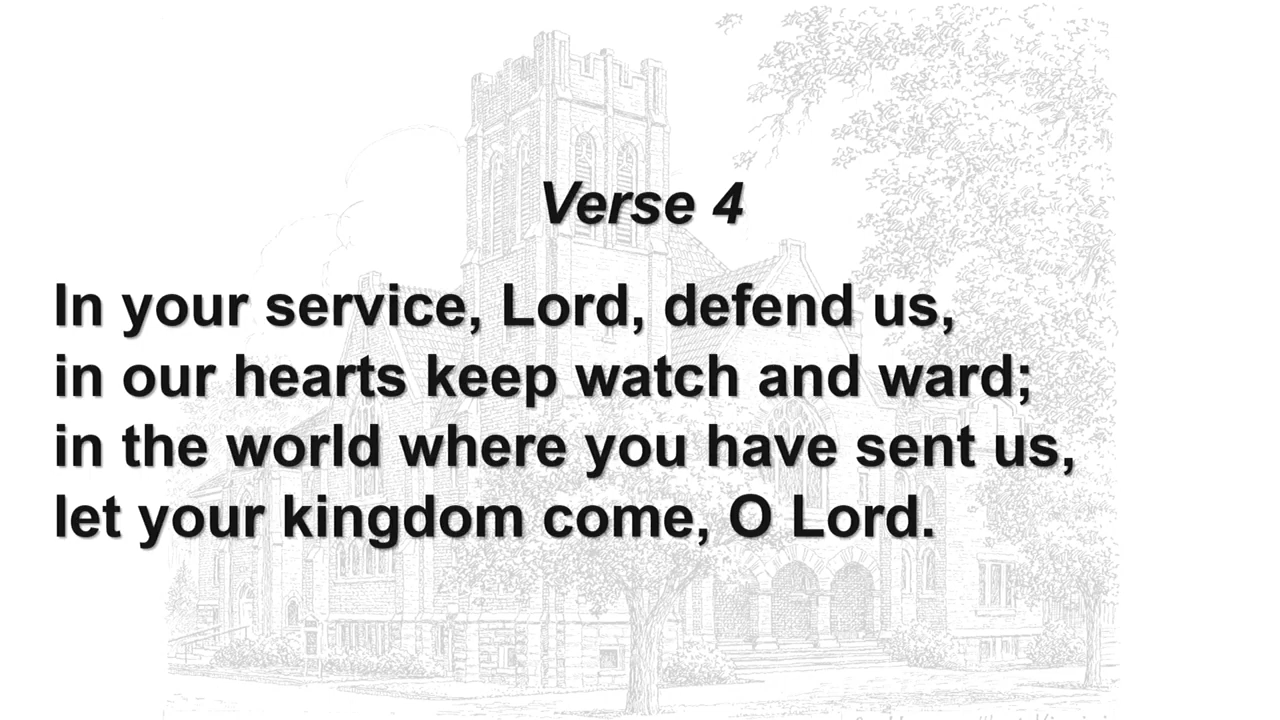 Verse 4
In your service, Lord, defend us,
in our hearts keep watch and ward;
in the world where you have sent us,
let your kingdom come, O Lord.